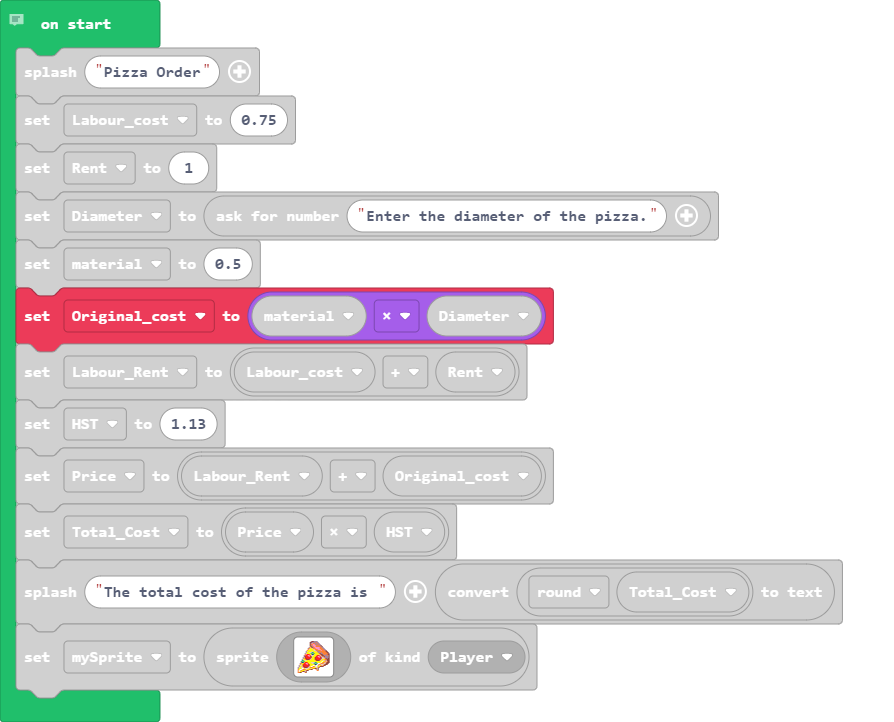 on start
splash "Pizza Order"
set Labour_cost to 0.75
set Rent to 1
set Diameter to ask for number "Enter the diameter of the pizza."
set material to 0.5
set Original_cost to material × Diameter
set Labour_Rent to Labour_cost + Rent
set HST to 1.13
set Price to Labour_Rent + Original_cost
set Total_Cost to Price × HST
splash "The total cost of the pizza is " convert round Total_Cost to text
set mySprite to sprite of kind Player